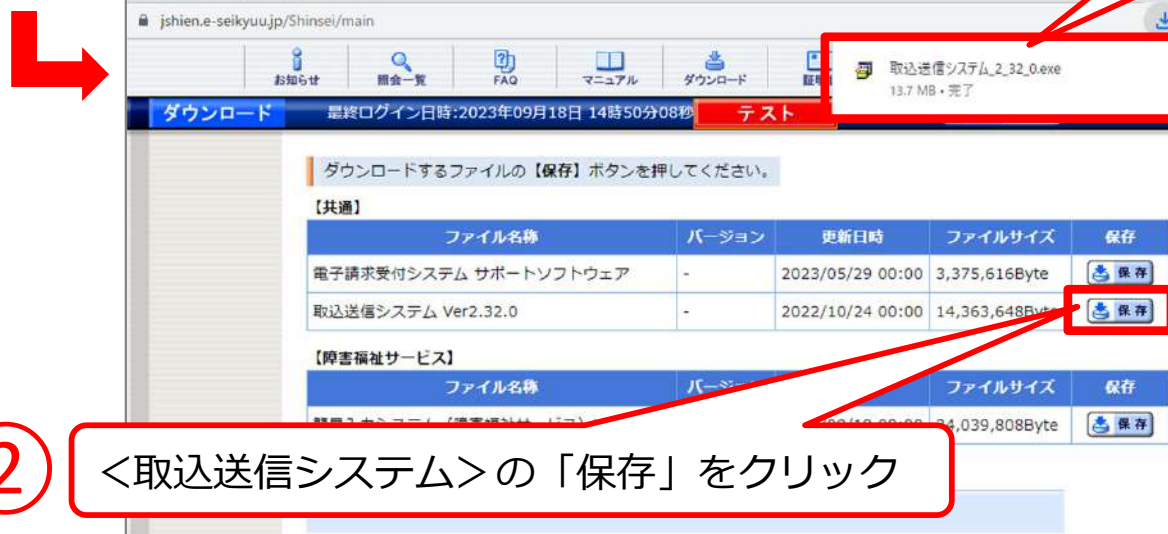 jshien.e-seikyuu.jp/Shinsei/main
お知らせ 照会一覧 FAQ マニュアル ダウンロード
取込送信システム_2_32_0.exe
13.7 MB・完了
ダウンロード 最終ログイン日時:2023年09月18日 14時50分08秒 テスト
ダウンロードするファイルの【保存】ボタンを押してください。
【共通】
ファイル名称 バージョン 更新日時 ファイルサイズ 保存
電子請求受付システム サポートソフトウェア - 2023/05/29 00:00 3,375,616Byte 保存
取込送信システム Ver2.32.0 - 2022/10/24 00:00 14,363,648Byte 保存
【障害福祉サービス】
ファイル名称 ファイルサイズ 保存
4,039,808Byte 保存
2 <取込送信システム>の「保存」をクリック